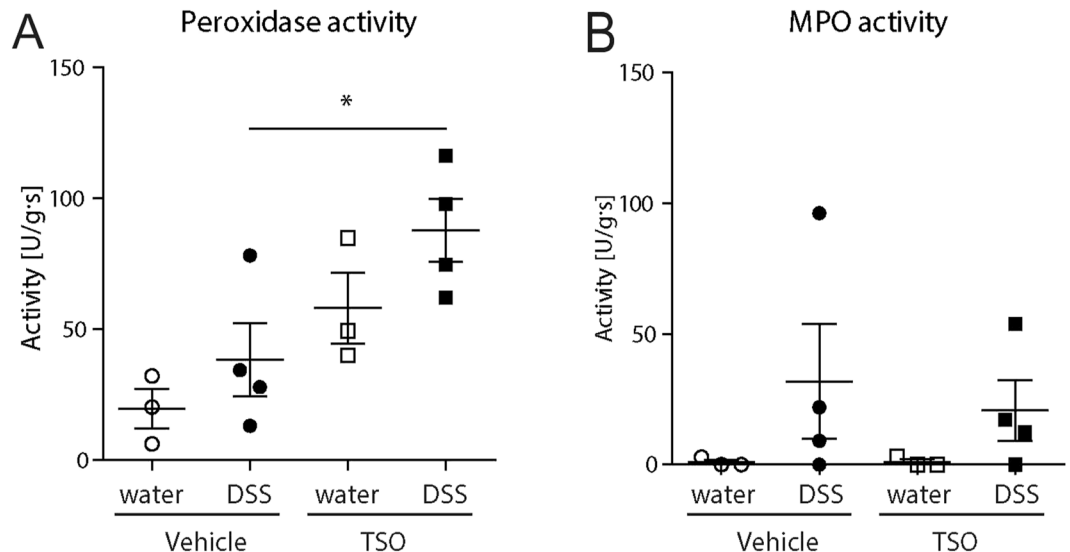 A
Peroxidase activity
Activity [U/g·s]
150
100
50
0
*
water
DSS
water
DSS
Vehicle
TSO
B
MPO activity
Activity [U/g·s]
150
100
50
0
water
DSS
water
DSS
Vehicle
TSO